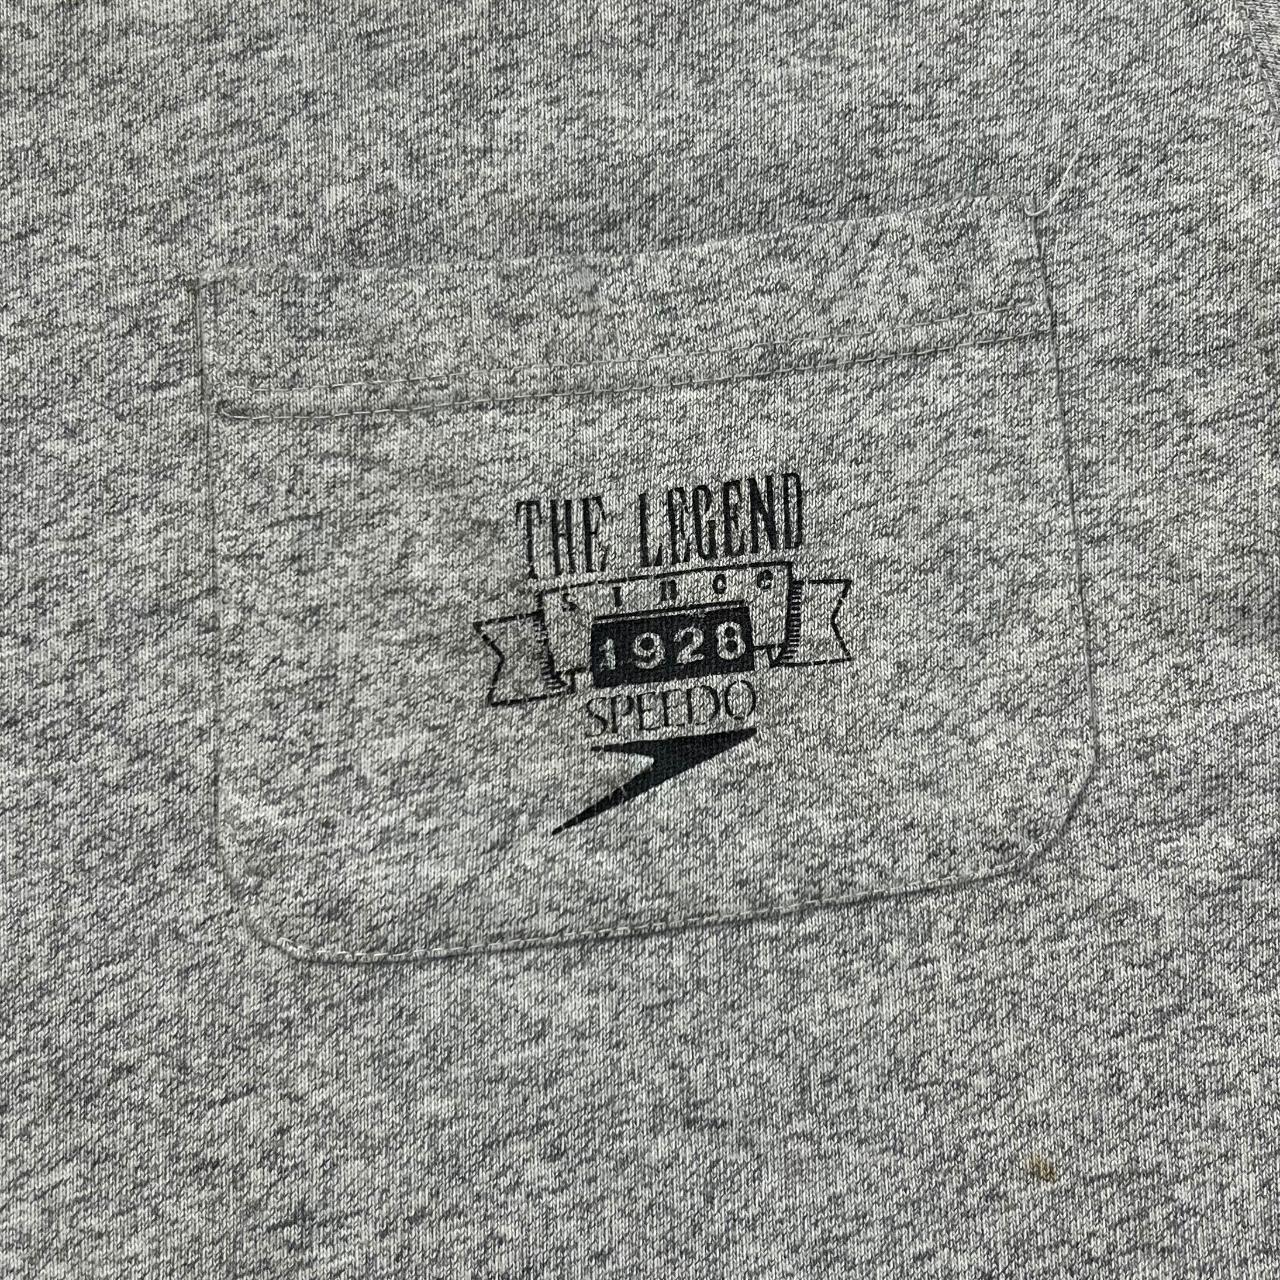 THE LEGEND
since
1928
SPEEDO